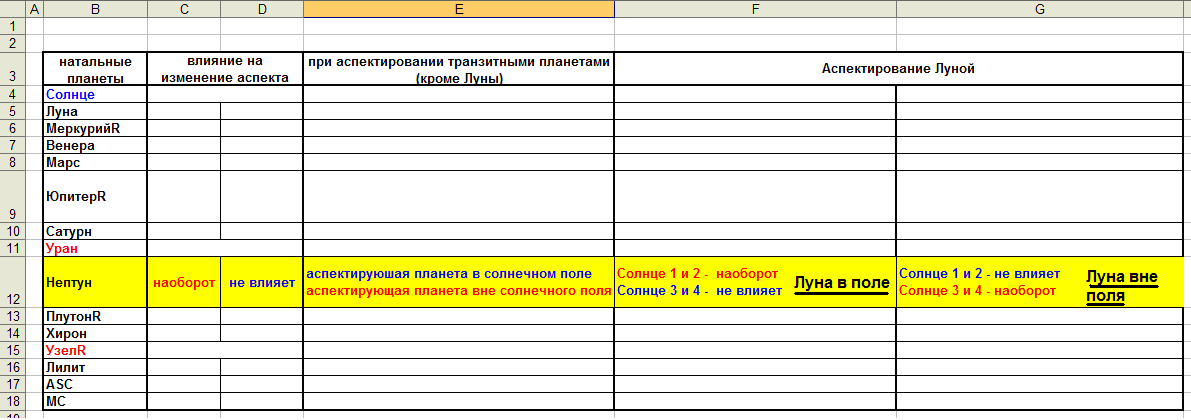 A B C D E F G
1
2
3 натальные планеты влияние на изменение аспекта при аспектировании транзитными планетами (кроме Луны) Аспектирование Луной
4 Солнце
5 Луна
6 МеркурийR
7 Венера
8 Марс
9 ЮпитерR
10 Сатурн
11 Уран
12 Нептун наоборот не влияет аспектирующая планета в солнечном поле аспектирующая планета вне солнечного поля Солнце 1 и 2 - наоборот Солнце 3 и 4 - не влияет Луна в поле Солнце 1 и 2 - не влияет Солнце 3 и 4 - наоборот Луна вне поля
13 ПлутонR
14 Хирон
15 УзелR
16 Лилит
17 ASC
18 MC